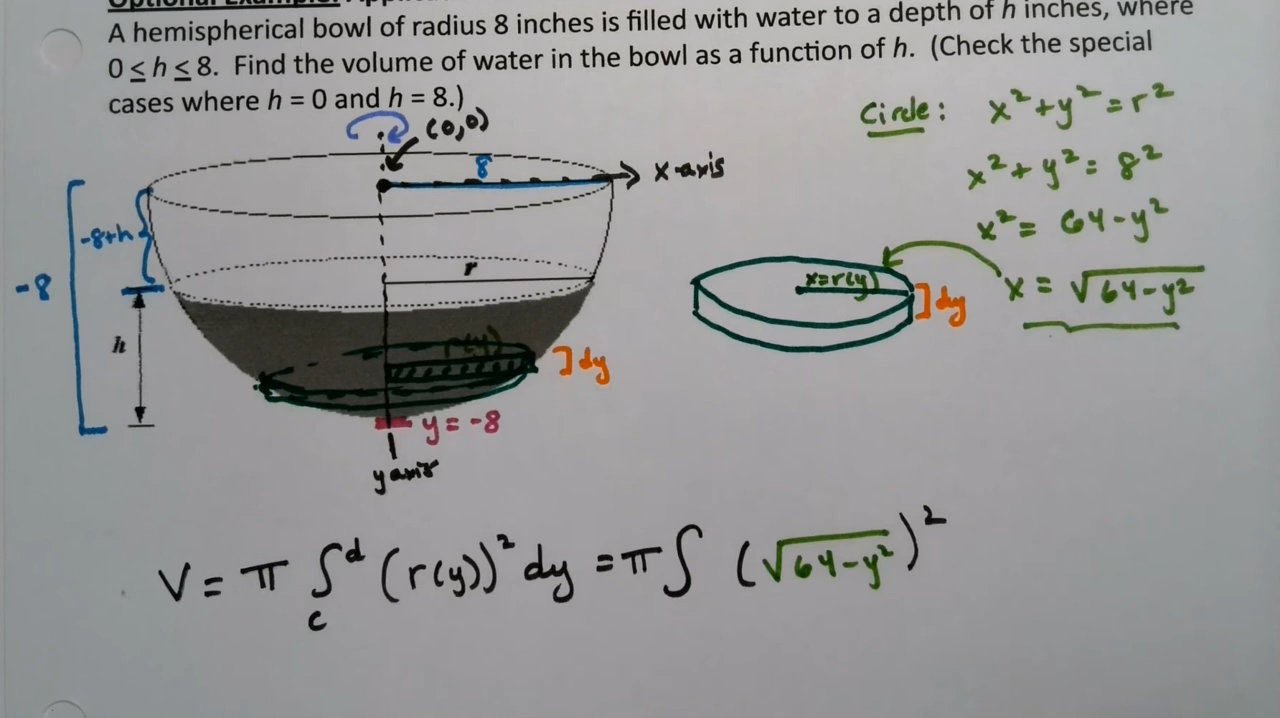 Optional Example:
A hemispherical bowl of radius 8 inches is filled with water to a depth of h inches, where
0 ≤ h ≤ 8. Find the volume of water in the bowl as a function of h. (Check the special
cases where h = 0 and h = 8.)
(0,0)
Circle: x² + y² = r²
8
x-axis
x² + y² = 8²
-8+h
x² = 64 - y²
-8
r
x = r(y)
] dy
x = √64-y²
h
r(y)
] dy
y = -8
y axis
V = π ∫_c^d (r(y))² dy = π ∫ (√64-y²)²